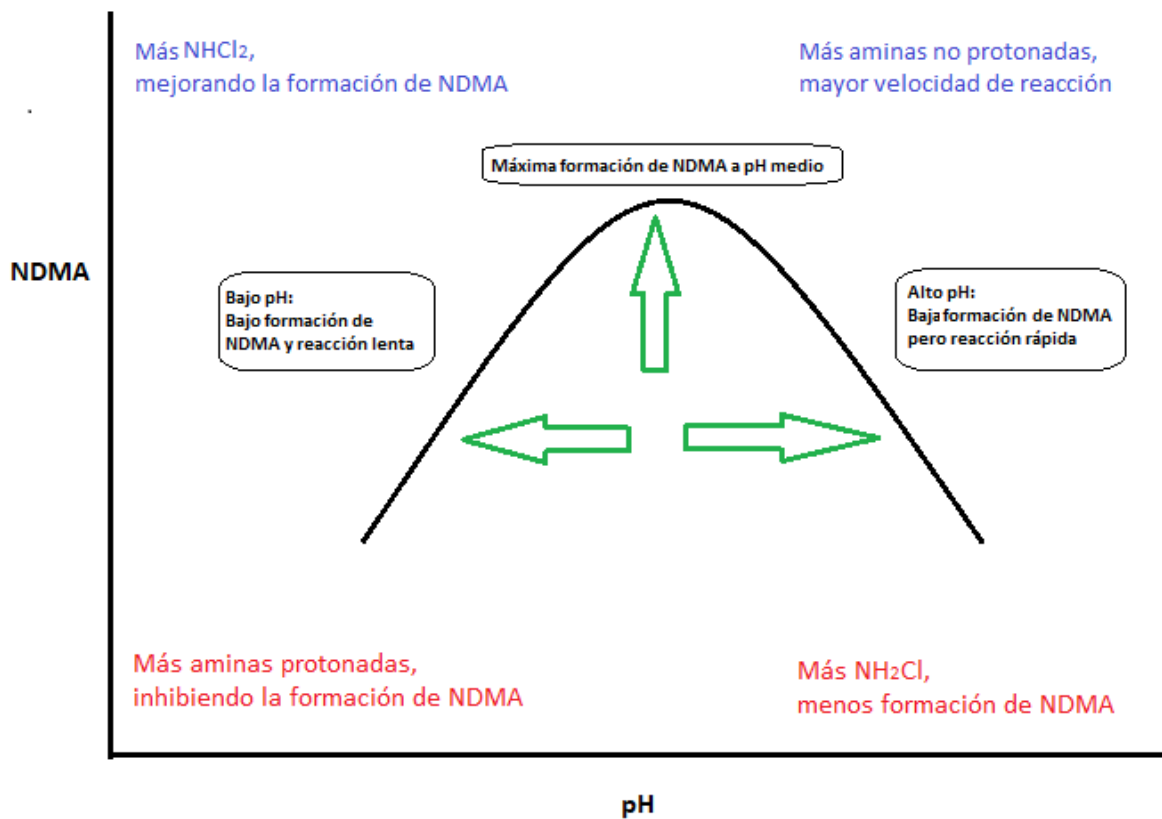 Más NHCl₂,
mejorando la formación de NDMA
Más aminas no protonadas,
mayor velocidad de reacción
Máxima formación de NDMA a pH medio
NDMA
Bajo pH:
Bajo formación de
NDMA y reacción lenta
Alto pH:
Baja formación de NDMA
pero reacción rápida
Más aminas protonadas,
inhibiendo la formación de NDMA
Más NH₂Cl,
menos formación de NDMA
pH